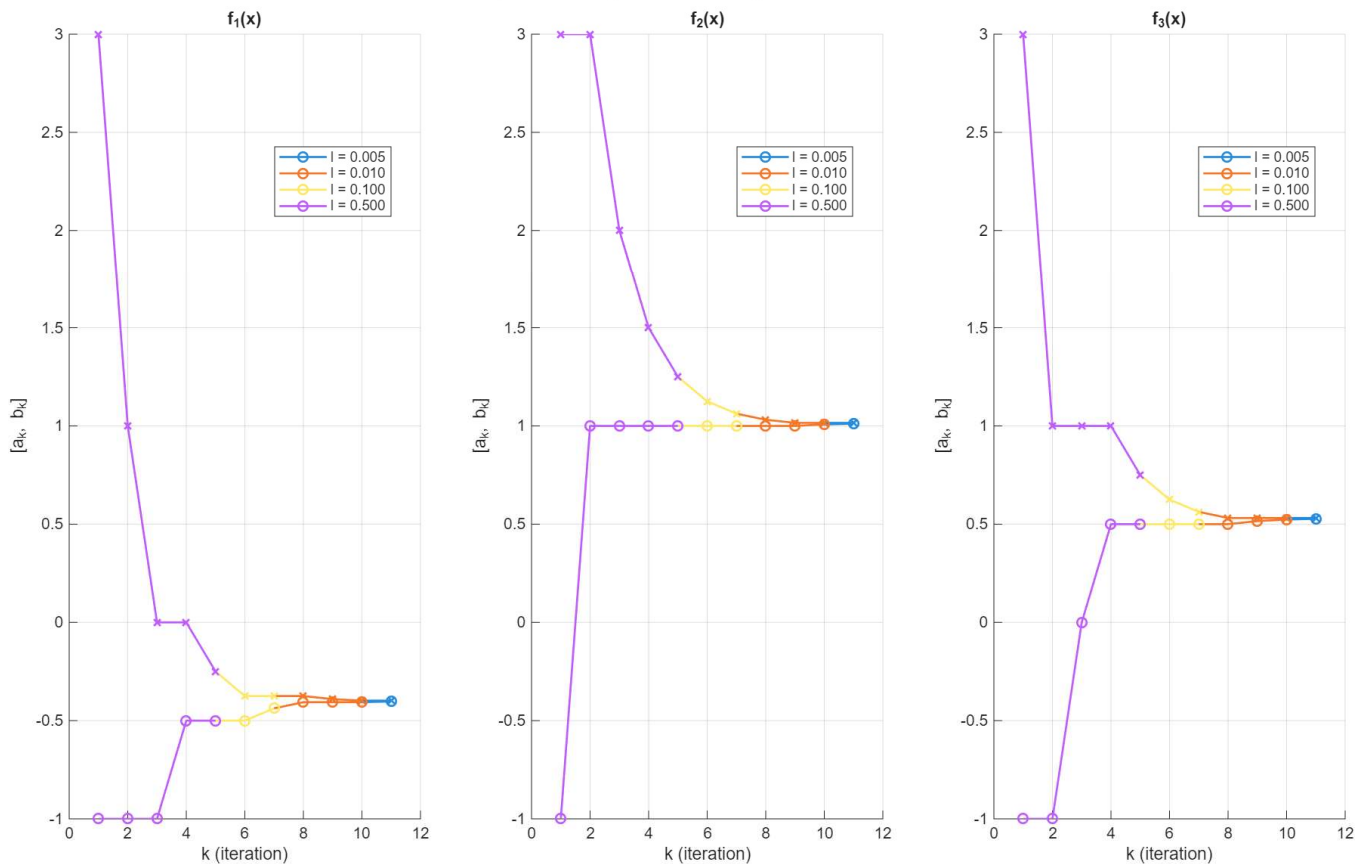 f₁(x)
3
2.5
2
1.5
1
0.5
0
-0.5
-1
0 2 4 6 8 10 12
k (iteration)
[aₖ, bₖ]
l = 0.005
l = 0.010
l = 0.100
l = 0.500
f₂(x)
3
2.5
2
1.5
1
0.5
0
-0.5
-1
0 2 4 6 8 10 12
k (iteration)
[aₖ, bₖ]
l = 0.005
l = 0.010
l = 0.100
l = 0.500
f₃(x)
3
2.5
2
1.5
1
0.5
0
-0.5
-1
0 2 4 6 8 10 12
k (iteration)
[aₖ, bₖ]
l = 0.005
l = 0.010
l = 0.100
l = 0.500